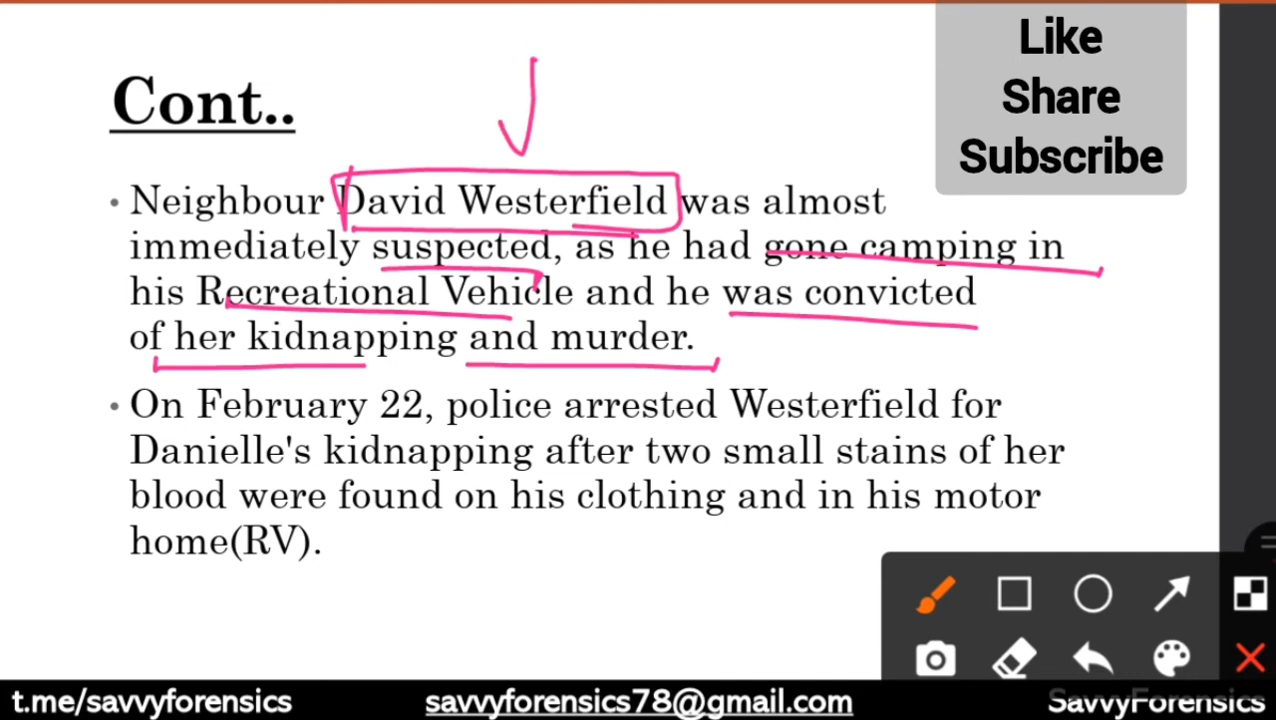 Like
Share
Subscribe
Cont..
• Neighbour David Westerfield was almost
immediately suspected, as he had gone camping in
his Recreational Vehicle and he was convicted
of her kidnapping and murder.
• On February 22, police arrested Westerfield for
Danielle's kidnapping after two small stains of her
blood were found on his clothing and in his motor
home(RV).
t.me/savvyforensics savvyforensics78@gmail.com SavvyForensics